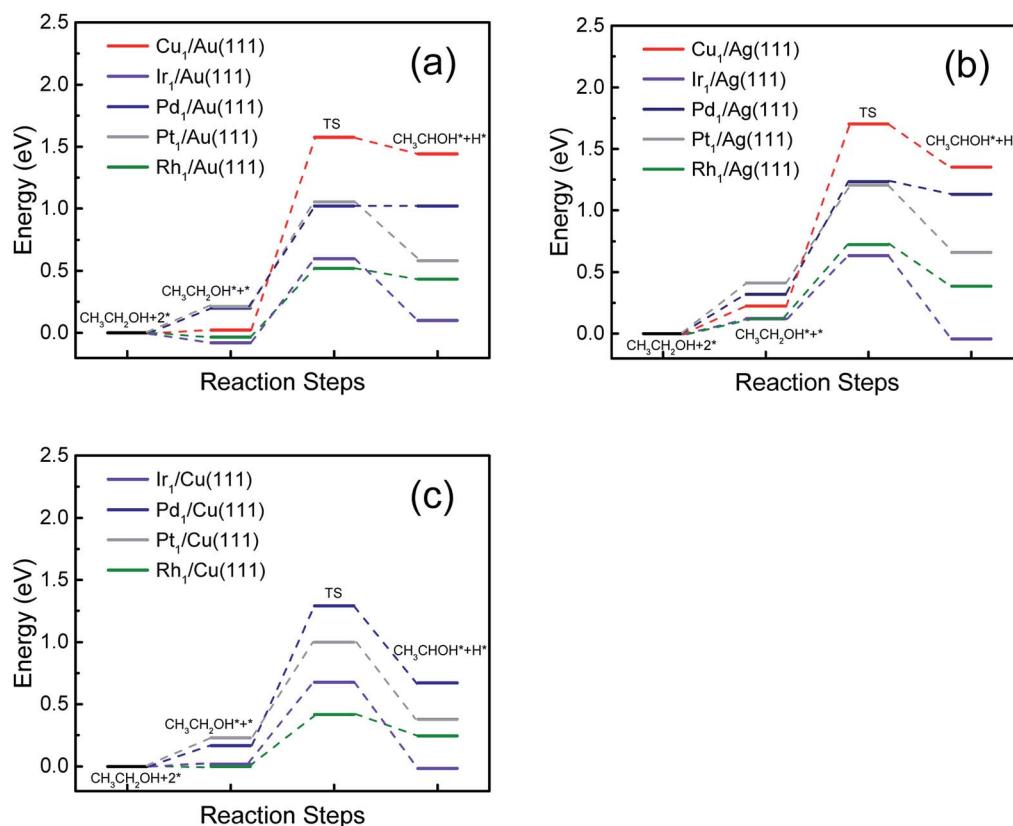 (a)
Energy (eV)
2.5
2.0
1.5
1.0
0.5
0.0
Cu₁/Au(111)
Ir₁/Au(111)
Pd₁/Au(111)
Pt₁/Au(111)
Rh₁/Au(111)
TS
CH₃CHOH*+H*
CH₃CH₂OH*+*
CH₃CH₂OH+2*
Reaction Steps
(b)
Energy (eV)
2.5
2.0
1.5
1.0
0.5
0.0
Cu₁/Ag(111)
Ir₁/Ag(111)
Pd₁/Ag(111)
Pt₁/Ag(111)
Rh₁/Ag(111)
TS
CH₃CHOH*+H
CH₃CH₂OH+2*
CH₃CH₂OH*+*
Reaction Steps
(c)
Energy (eV)
2.5
2.0
1.5
1.0
0.5
0.0
Ir₁/Cu(111)
Pd₁/Cu(111)
Pt₁/Cu(111)
Rh₁/Cu(111)
TS
CH₃CHOH*+H*
CH₃CH₂OH*+*
CH₃CH₂OH+2*
Reaction Steps